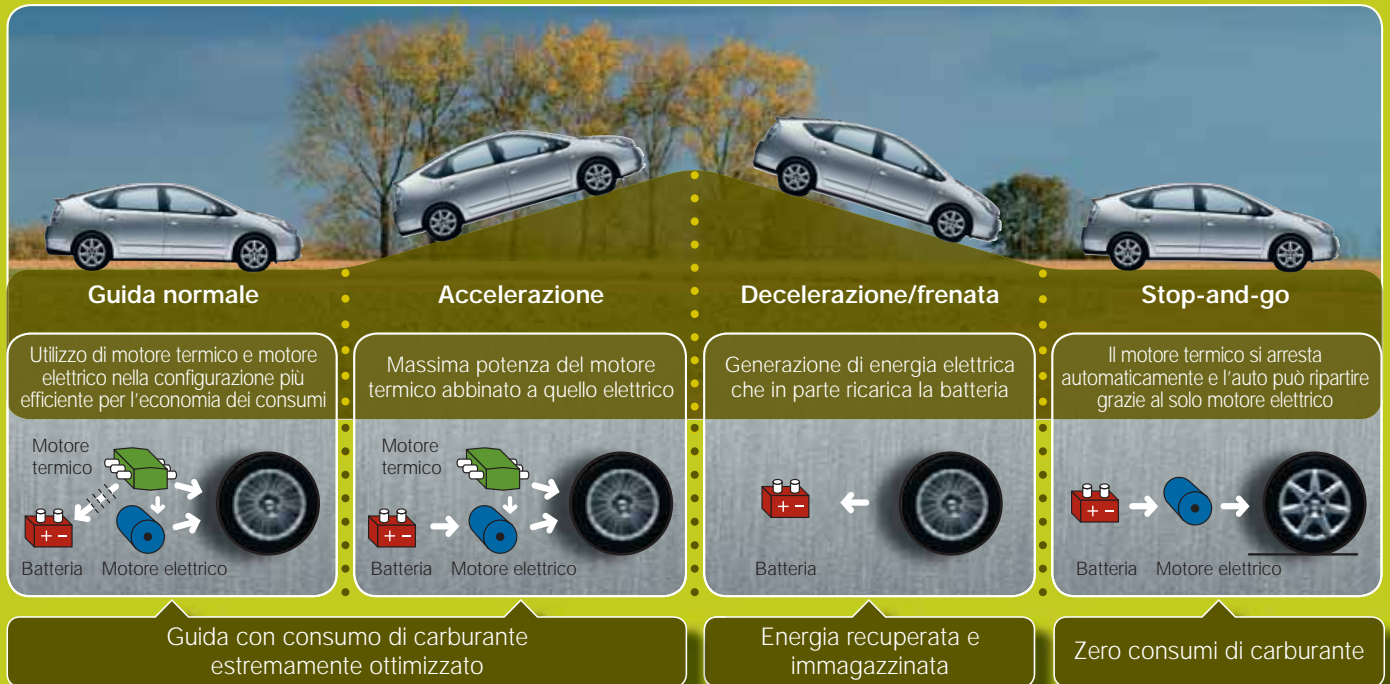 Guida normale
Accelerazione
Decelerazione/frenata
Stop-and-go
Utilizzo di motore termico e motore
elettrico nella configurazione più
efficiente per l'economia dei consumi
Massima potenza del motore
termico abbinato a quello elettrico
Generazione di energia elettrica
che in parte ricarica la batteria
Il motore termico si arresta
automaticamente e l'auto può ripartire
grazie al solo motore elettrico
Motore
termico
+ -
Batteria
Motore elettrico
Motore
termico
+ -
Batteria
Motore elettrico
+ -
Batteria
+ -
Batteria
Motore elettrico
Guida con consumo di carburante
estremamente ottimizzato
Energia recuperata e
immagazzinata
Zero consumi di carburante